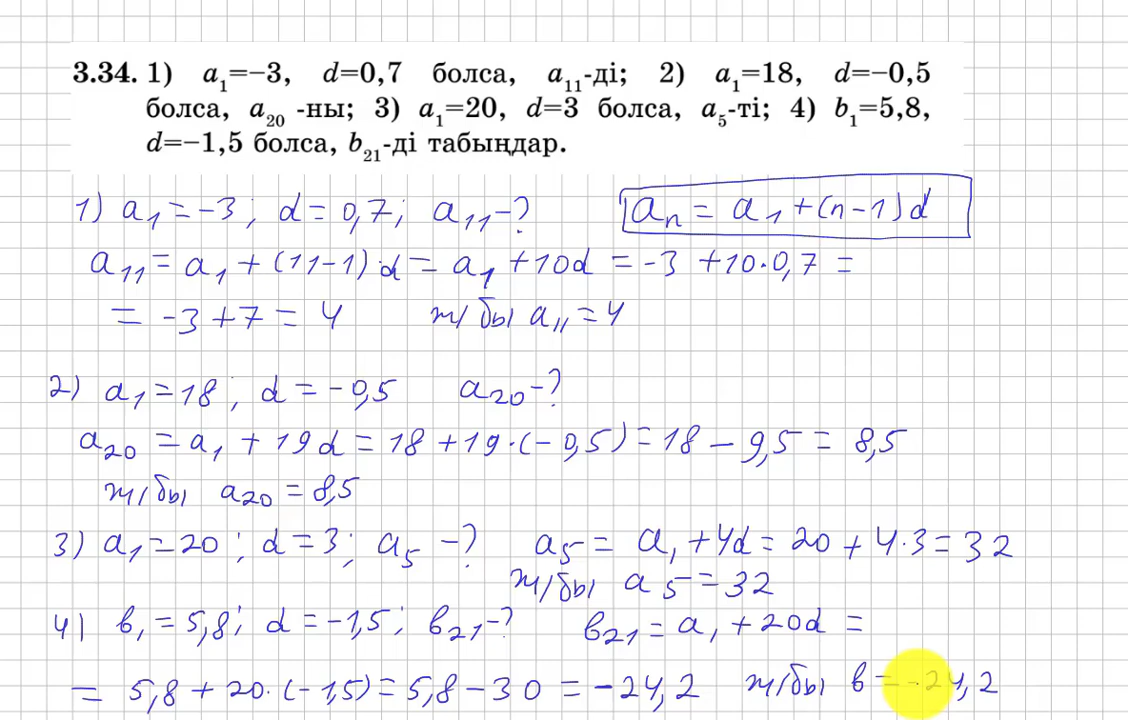 3.34. 1) a₁=−3, d=0,7 болса, a₁₁-ді; 2) a₁=18, d=−0,5
болса, a₂₀ -ны; 3) a₁=20, d=3 болса, a₅-ті; 4) b₁=5,8,
d=−1,5 болса, b₂₁-ді табыңдар.
1) a₁ = -3 ; d = 0,7 ; a₁₁ - ? aₙ = a₁ + (n-1)d
a₁₁ = a₁ + (11-1)·d = a₁ + 10d = -3 + 10·0,7 =
= -3 + 7 = 4 ж/бы a₁₁ = 4
2) a₁ = 18 ; d = -0,5 a₂₀ - ?
a₂₀ = a₁ + 19d = 18 + 19·(-0,5) = 18 - 9,5 = 8,5
ж/бы a₂₀ = 8,5
3) a₁ = 20 ; d = 3 ; a₅ - ? a₅ = a₁ + 4d = 20 + 4·3 = 32
ж/бы a₅ = 32
4) в₁ = 5,8 ; d = -1,5 ; в₂₁ - ? в₂₁ = a₁ + 20d =
= 5,8 + 20·(-1,5) = 5,8 - 30 = -24,2 ж/бы в = -24,2